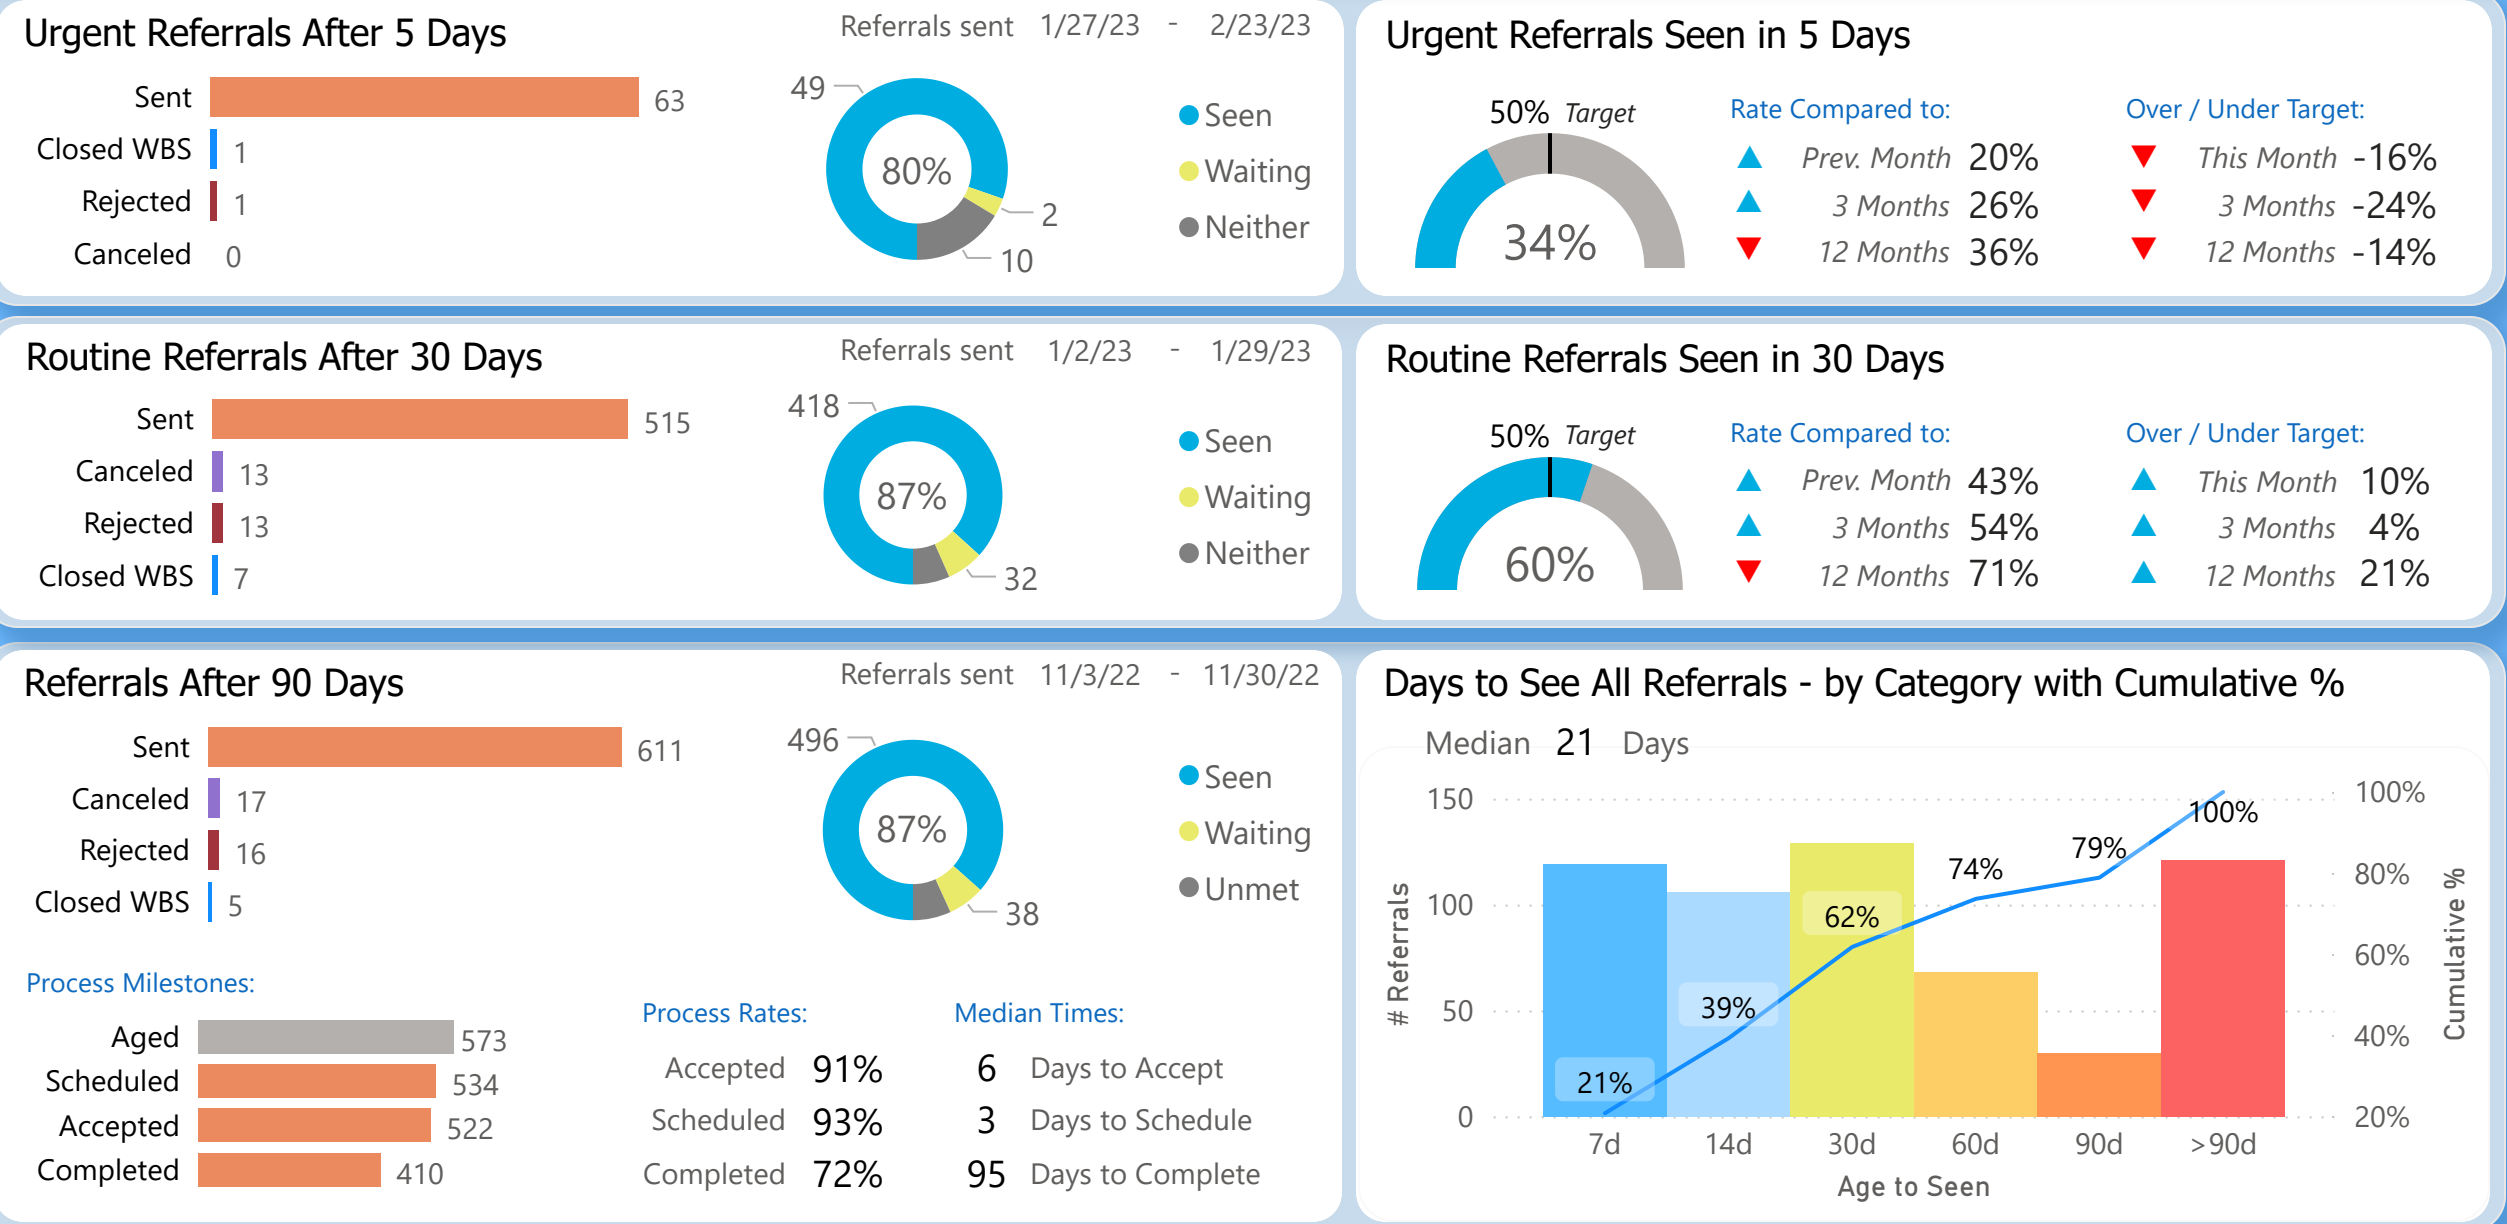 Urgent Referrals After 5 Days
Referrals sent 1/27/23 - 2/23/23
Sent 63
Closed WBS 1
Rejected 1
Canceled 0
49
80%
2
10
Seen
Waiting
Neither
Urgent Referrals Seen in 5 Days
50% Target
34%
Rate Compared to:
Prev. Month 20%
3 Months 26%
12 Months 36%
Over / Under Target:
This Month -16%
3 Months -24%
12 Months -14%
Routine Referrals After 30 Days
Referrals sent 1/2/23 - 1/29/23
Sent 515
Canceled 13
Rejected 13
Closed WBS 7
418
87%
32
Seen
Waiting
Neither
Routine Referrals Seen in 30 Days
50% Target
60%
Rate Compared to:
Prev. Month 43%
3 Months 54%
12 Months 71%
Over / Under Target:
This Month 10%
3 Months 4%
12 Months 21%
Referrals After 90 Days
Referrals sent 11/3/22 - 11/30/22
Sent 611
Canceled 17
Rejected 16
Closed WBS 5
496
87%
38
Seen
Waiting
Unmet
Process Milestones:
Aged 573
Scheduled 534
Accepted 522
Completed 410
Process Rates:
Accepted 91%
Scheduled 93%
Completed 72%
Median Times:
6 Days to Accept
3 Days to Schedule
95 Days to Complete
Days to See All Referrals - by Category with Cumulative %
Median 21 Days
# Referrals
150
100
50
0
21%
39%
62%
74%
79%
100%
100%
80%
60%
40%
20%
Cumulative %
7d 14d 30d 60d 90d >90d
Age to Seen